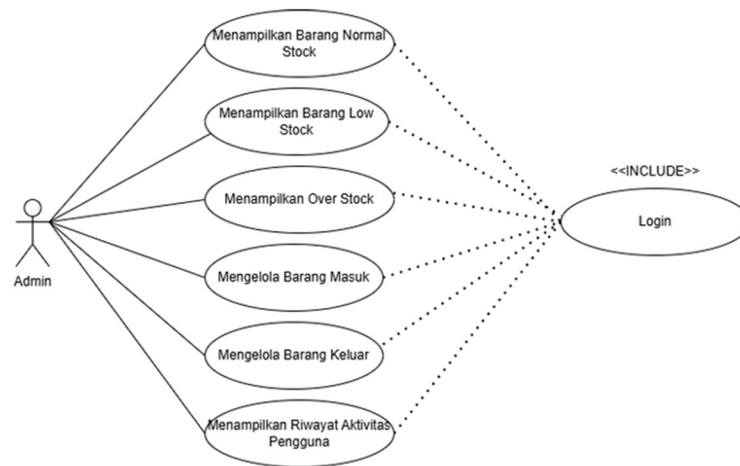 Menampilkan Barang Normal
Stock
Menampilkan Barang Low
Stock
<<INCLUDE>>
Menampilkan Over Stock
Login
Admin
Mengelola Barang Masuk
Mengelola Barang Keluar
Menampilkan Riwayat Aktivitas
Pengguna